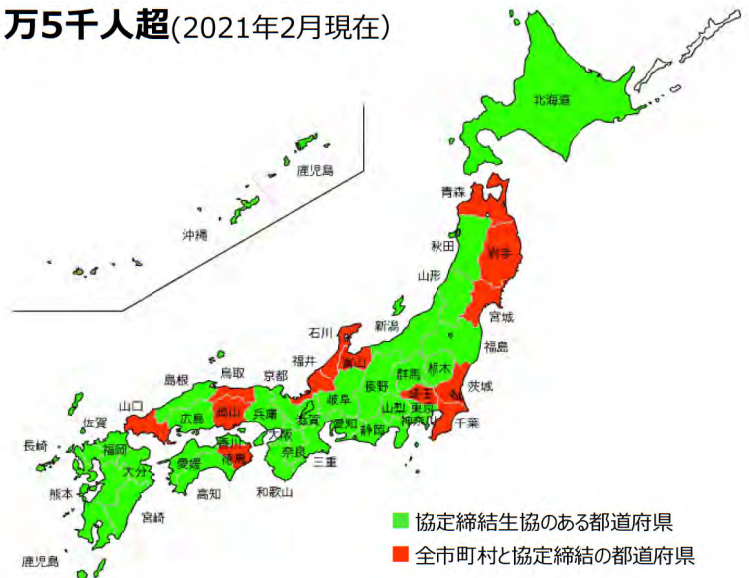 万5千人超(2021年2月現在)
北海道
鹿児島
沖縄
青森
秋田
岩手
山形
宮城
新潟
石川
福島
福井
富山
群馬
栃木
島根
鳥取
京都
長野
茨城
岐阜
埼玉
山口
岡山
山梨
東京
広島
兵庫
滋賀
愛知
神奈川
千葉
佐賀
静岡
大阪
長崎
香川
奈良
福岡
愛媛
徳島
三重
大分
熊本
高知
和歌山
宮崎
鹿児島
協定締結生協のある都道府県
全市町村と協定締結の都道府県